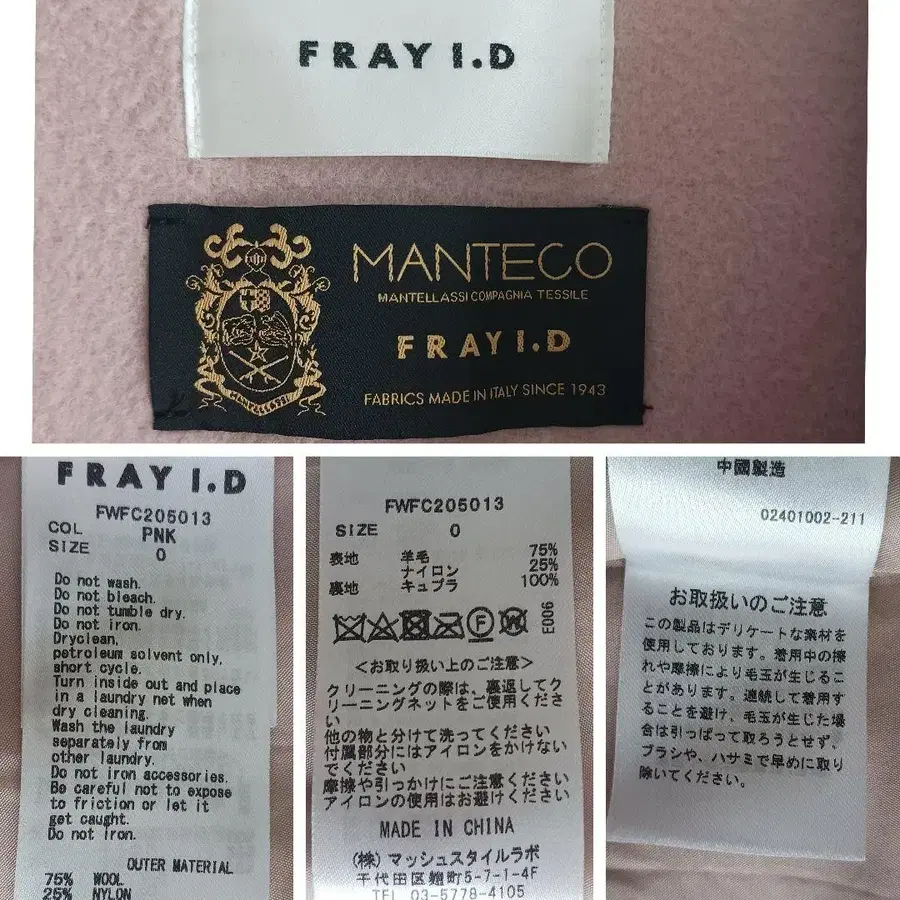 FRAY I.D
MANTECO
MANTELLASSI COMPAGNIA TESSILE
FRAY I.D
FABRICS MADE IN ITALY SINCE 1943
MANTELLASSI
FRAY I.D
FWFC205013
COL PNK
SIZE 0
Do not wash.
Do not bleach.
Do not tumble dry.
Do not iron.
Dryclean,
petroleum solvent only,
short cycle.
Turn inside out and place
in a laundry net when
dry cleaning.
Wash the laundry
separately from
other laundry.
Do not iron accessories.
Be careful not to expose
to friction or let it
get caught.
Do not iron.
OUTER MATERIAL
75% WOOL
25% NYLON
FWFC205013
SIZE 0
表地 羊毛 75%
ナイロン 25%
裏地 キュプラ 100%
E006
<お取り扱い上のご注意>
クリーニングの際は、裏返してク
リーニングネットをご使用くださ
い
他の物と分けて洗ってください
付属部分にはアイロンをかけない
でください
摩擦や引っかけにご注意ください
アイロンの使用はお避けください
MADE IN CHINA
(株)マッシュスタイルラボ
千代田区麹町5-7-1-4F
TEL 03-5778-4105
中國製造
02401002-211
お取扱いのご注意
この製品はデリケートな素材を
使用しております。着用中の擦
れや摩擦により毛玉が生じるこ
とがあります。連続して着用す
ることを避け、毛玉が生じた場
合は引っぱって取ろうとせず、
ブラシや、ハサミで早めに取り
除いてください。